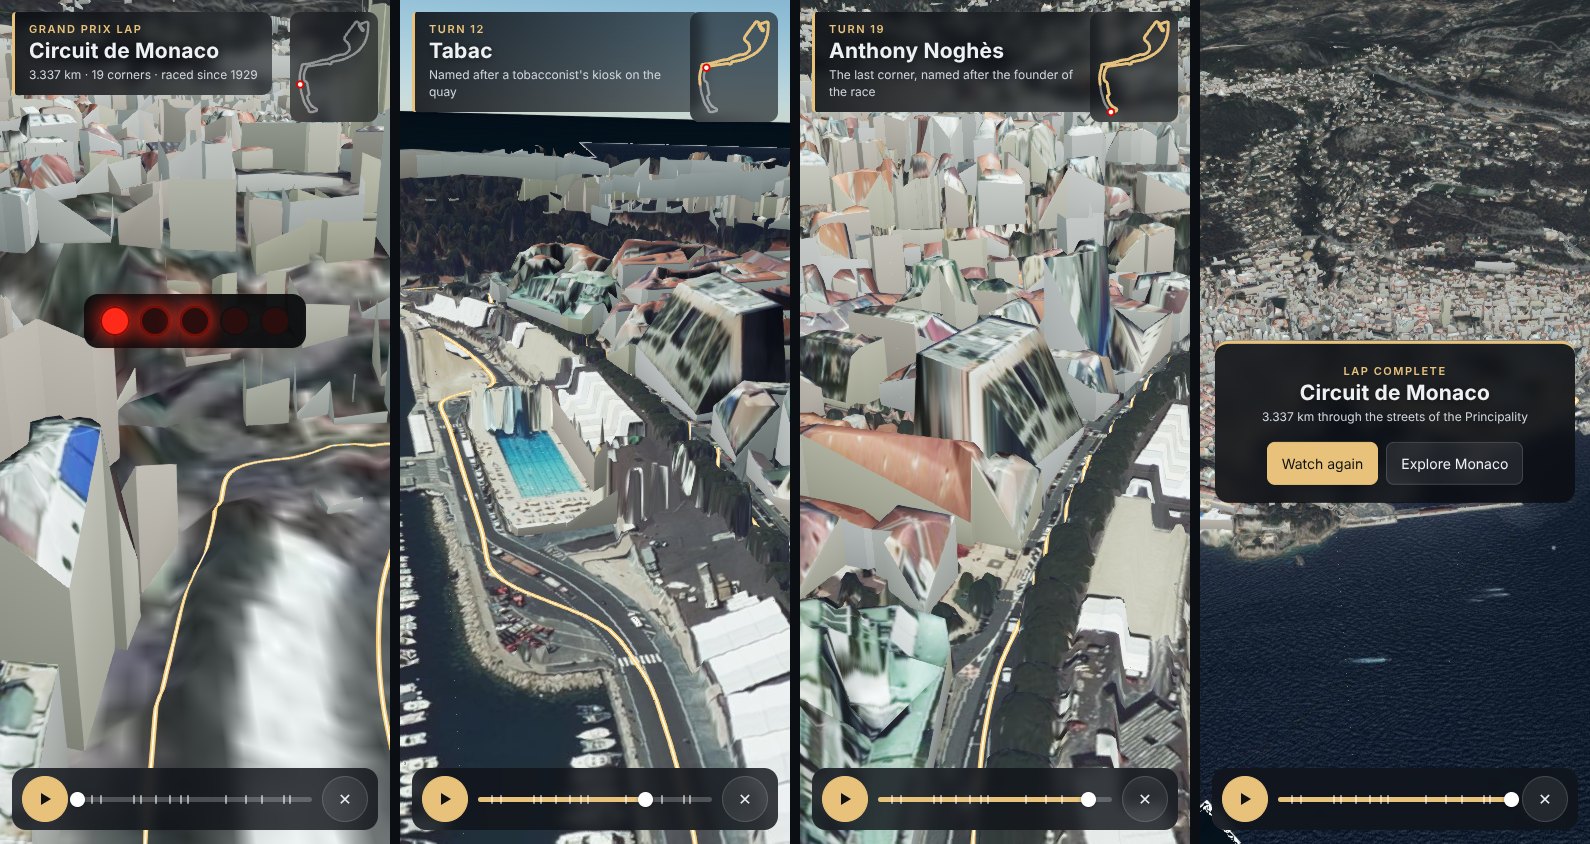 GRAND PRIX LAP
Circuit de Monaco
3.337 km · 19 corners · raced since 1929
TURN 12
Tabac
Named after a tobacconist's kiosk on the
quay
TURN 19
Anthony Noghès
The last corner, named after the founder of
the race
LAP COMPLETE
Circuit de Monaco
3.337 km through the streets of the Principality
Watch again
Explore Monaco